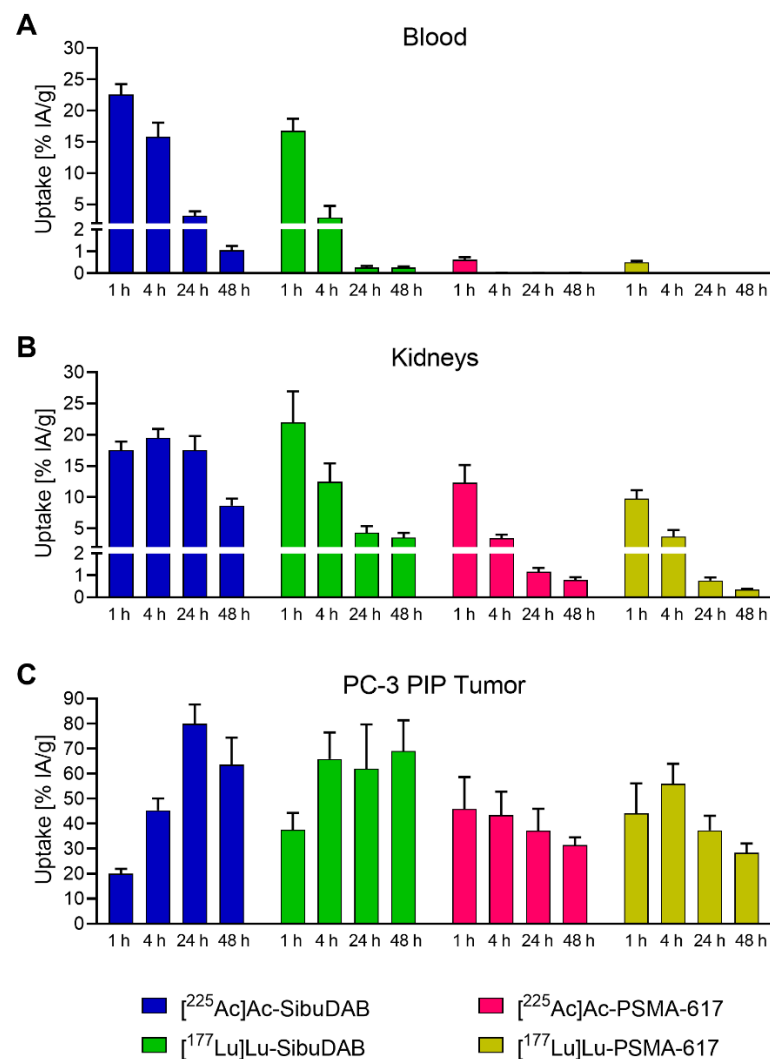 A
Blood
Uptake [% IA/g]
30
25
20
15
10
5
2
1
0
1 h 4 h 24 h 48 h 1 h 4 h 24 h 48 h 1 h 4 h 24 h 48 h 1 h 4 h 24 h 48 h
B
Kidneys
Uptake [% IA/g]
30
25
20
15
10
5
2
1
0
1 h 4 h 24 h 48 h 1 h 4 h 24 h 48 h 1 h 4 h 24 h 48 h 1 h 4 h 24 h 48 h
C
PC-3 PIP Tumor
Uptake [% IA/g]
90
80
70
60
50
40
30
20
10
0
1 h 4 h 24 h 48 h 1 h 4 h 24 h 48 h 1 h 4 h 24 h 48 h 1 h 4 h 24 h 48 h
[²²⁵Ac]Ac-SibuDAB [²²⁵Ac]Ac-PSMA-617
[¹⁷⁷Lu]Lu-SibuDAB [¹⁷⁷Lu]Lu-PSMA-617